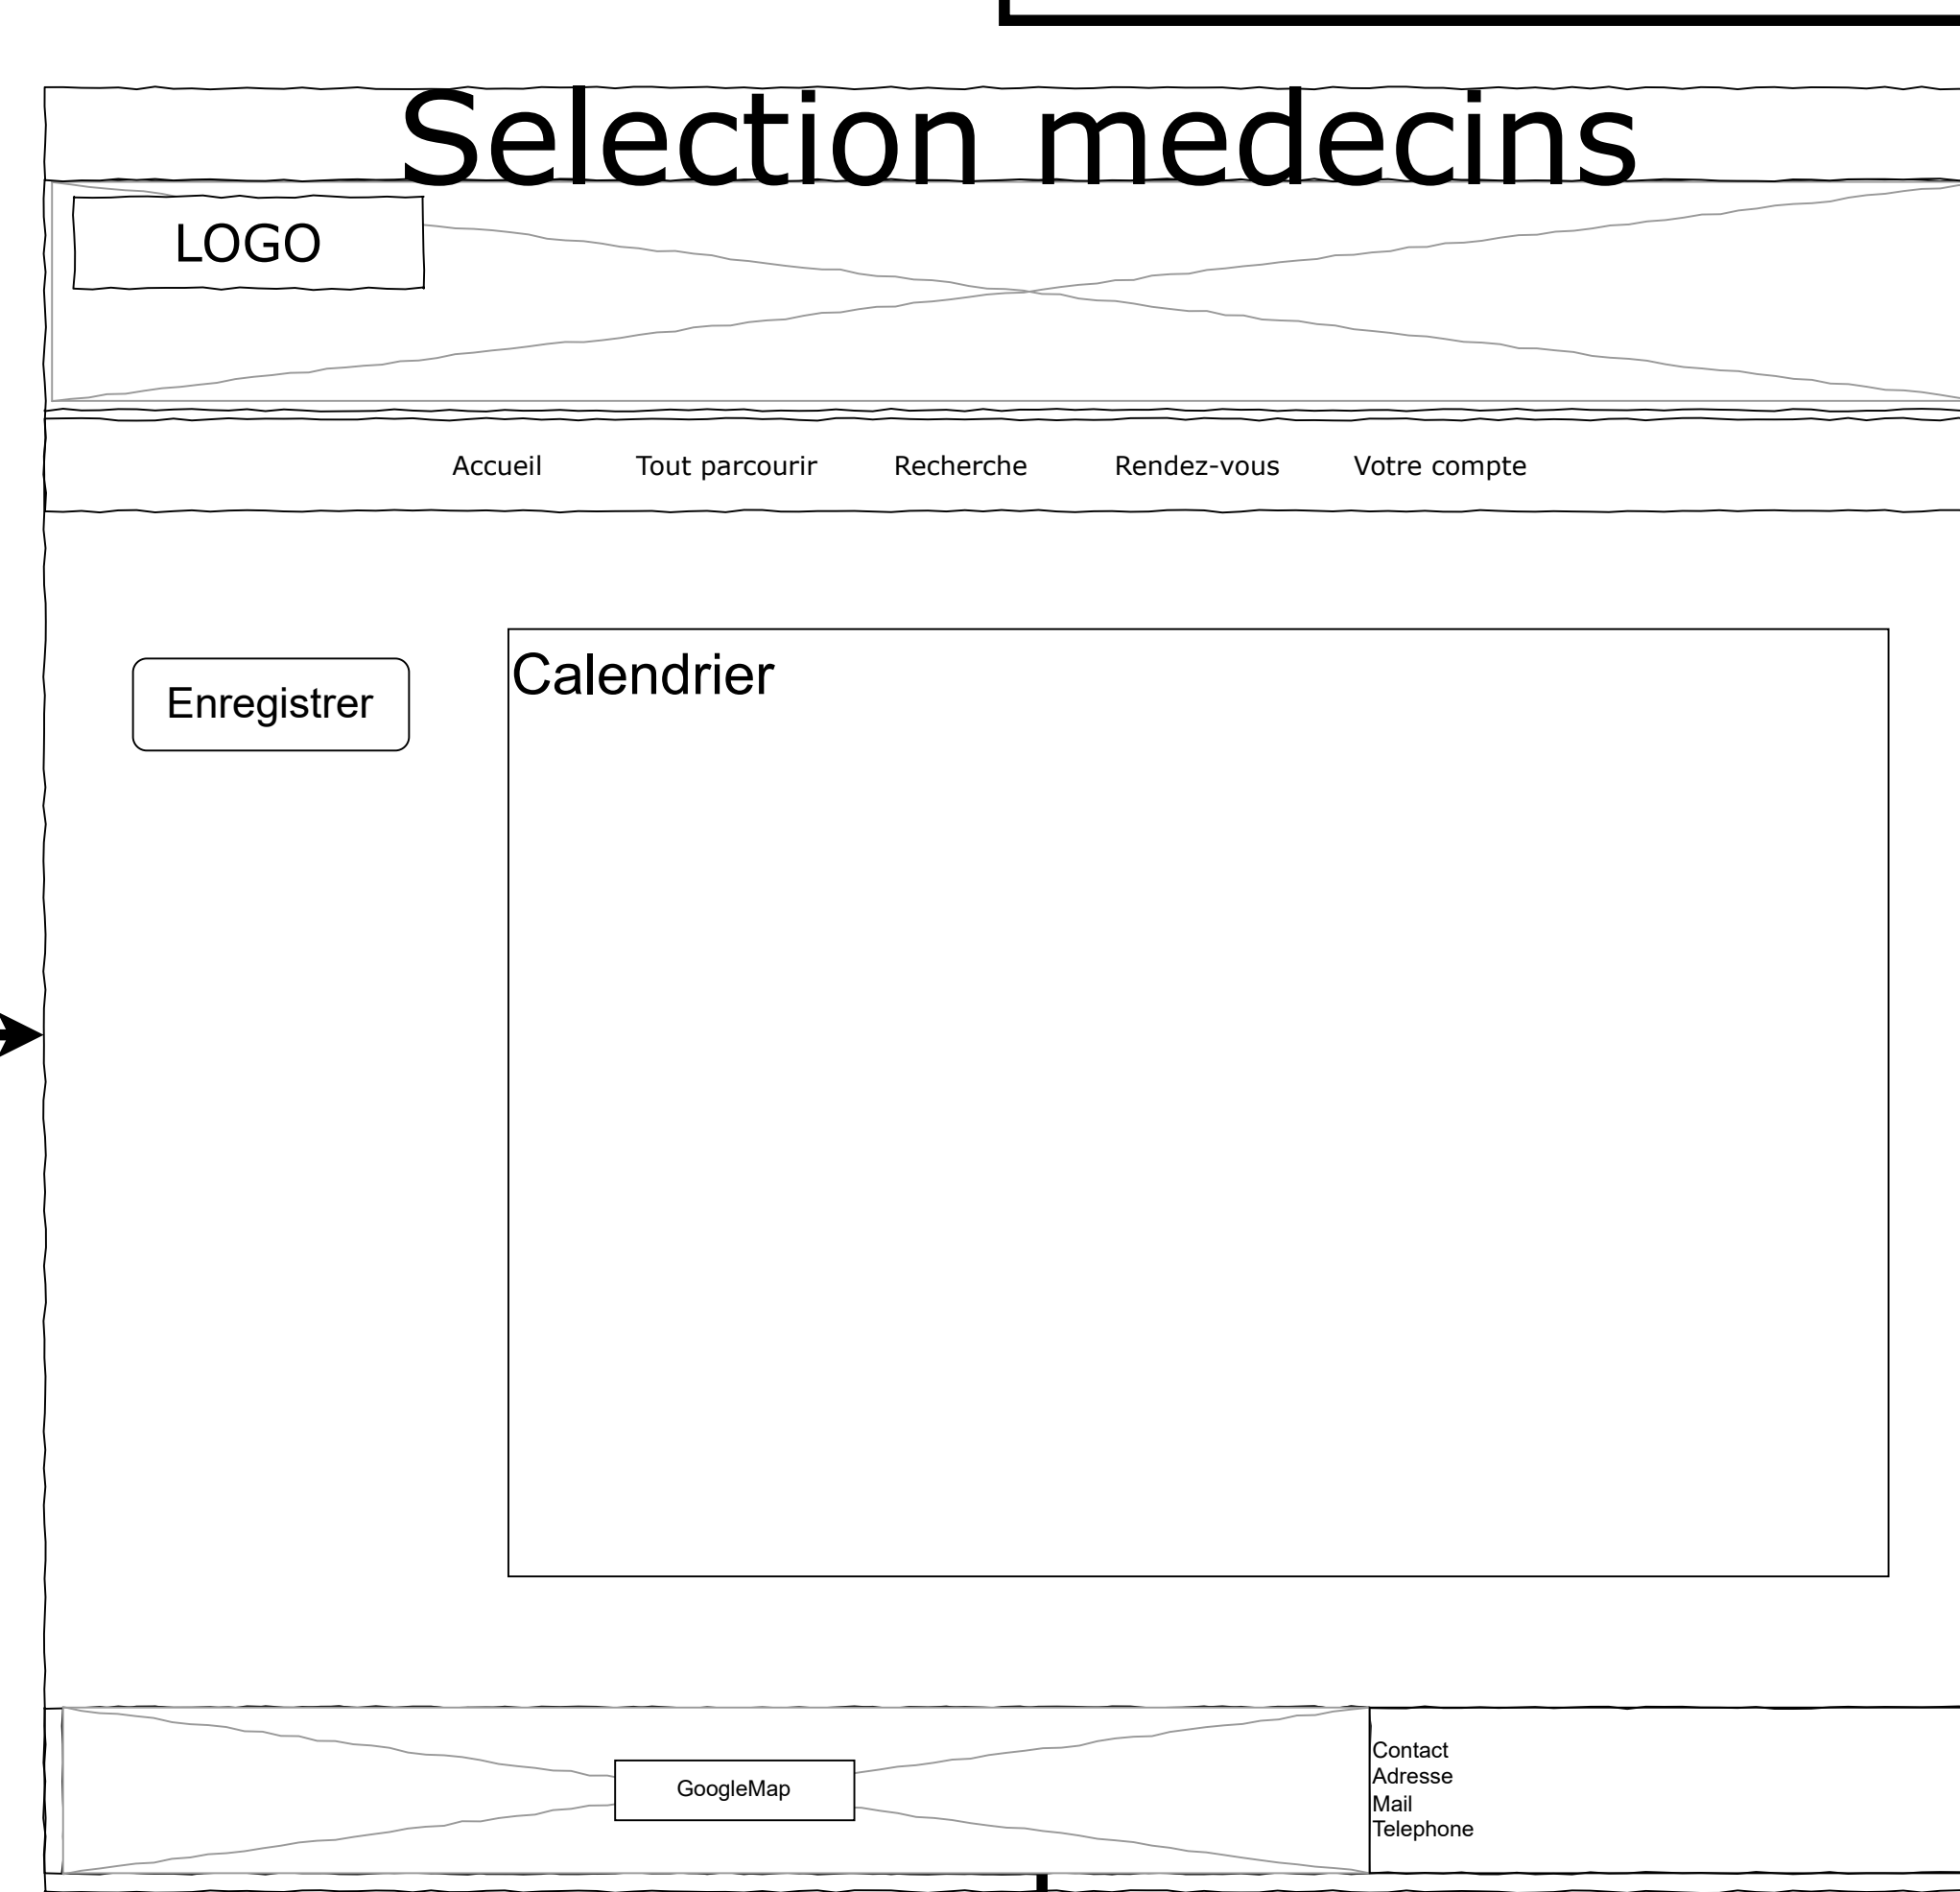 Selection medecins
LOGO
Accueil Tout parcourir Recherche Rendez-vous Votre compte
Enregistrer
Calendrier
GoogleMap
Contact
Adresse
Mail
Telephone